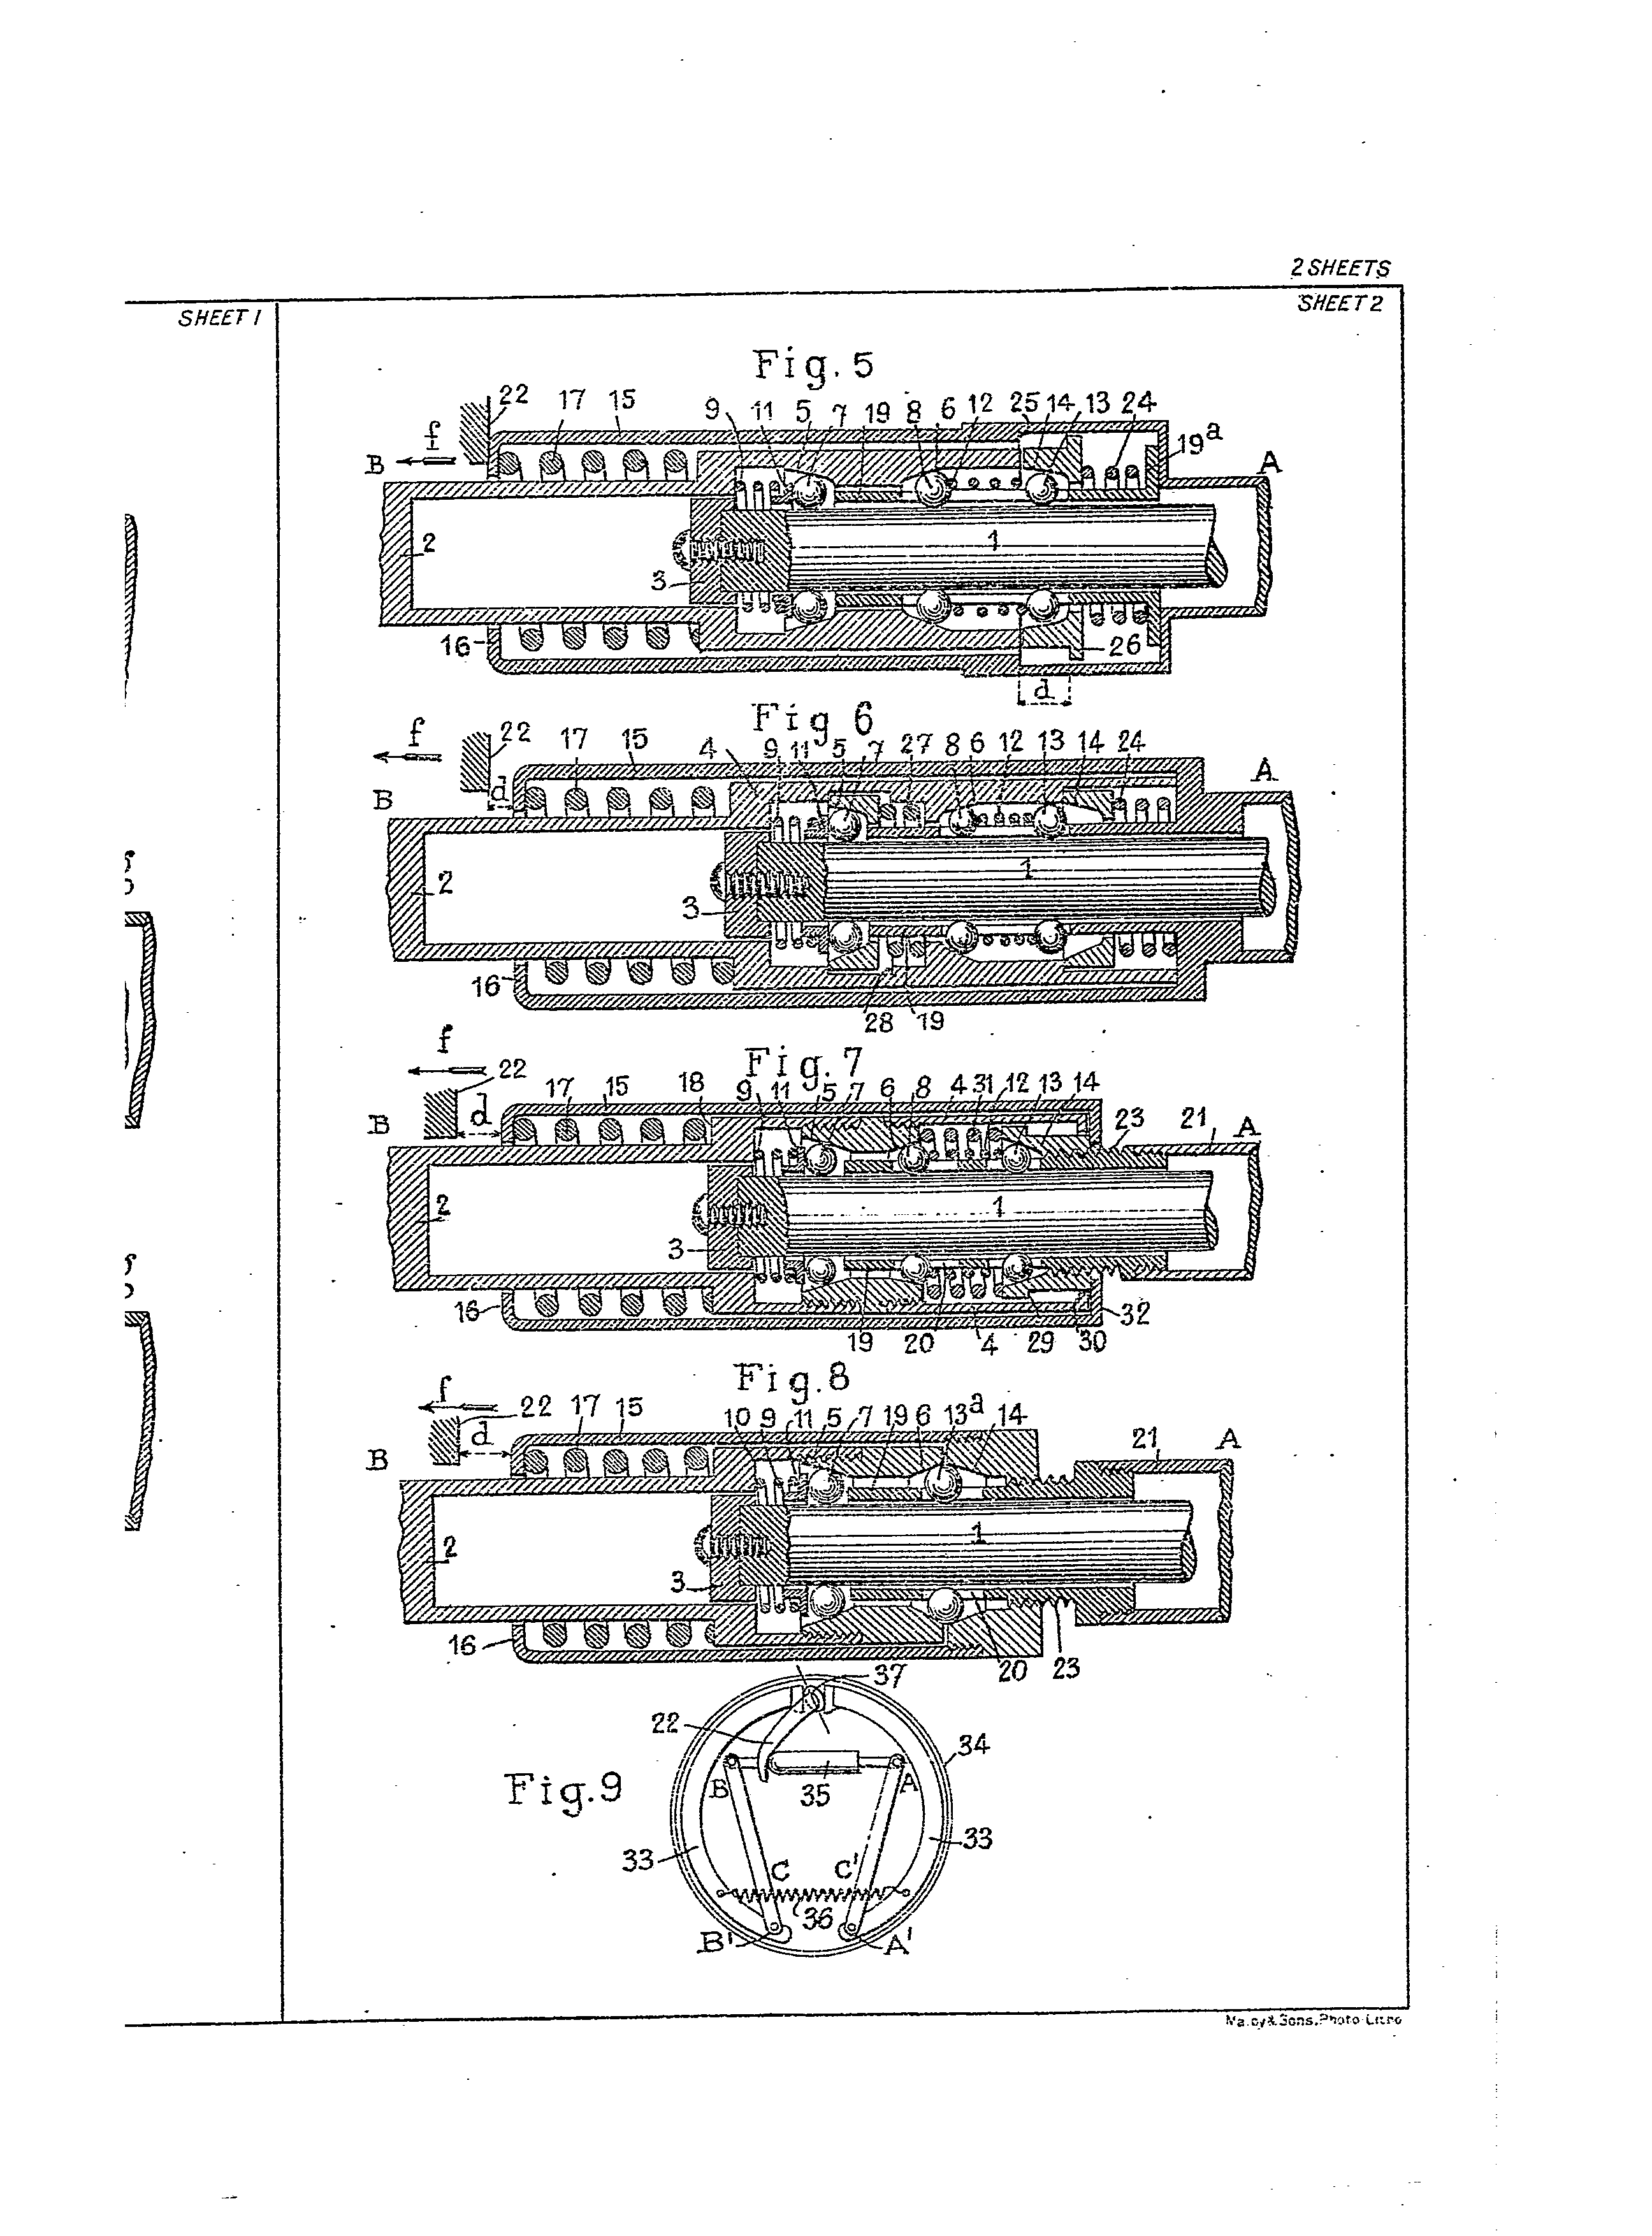 2 SHEETS
SHEET 1
SHEET 2
Fig. 5
22 17 15 9 11 5 7 19 8 6 12 25 14 13 24
19a
f
B
A
2
1
3
16
26
d
Fig 6
f
22 17 15 4 9 11 5 7 27 8 6 12 13 14 24
A
d
B
1
2
3
16
28 19
f
Fig. 7
22
17 15 18 9 11 5 7 6 8 4 31 12 13 14
23 21
B
d
A
2
1
3
16
32
19 20 4 29 30
Fig. 8
f
22 17 15 10 9 11 5 7 19 6 13a 14
d
21 A
B
2
1
3
16
20 23
37
22
34
B
A
35
Fig. 9
33
33
C C'
36
B' A'
& Sons, Photo-Litho